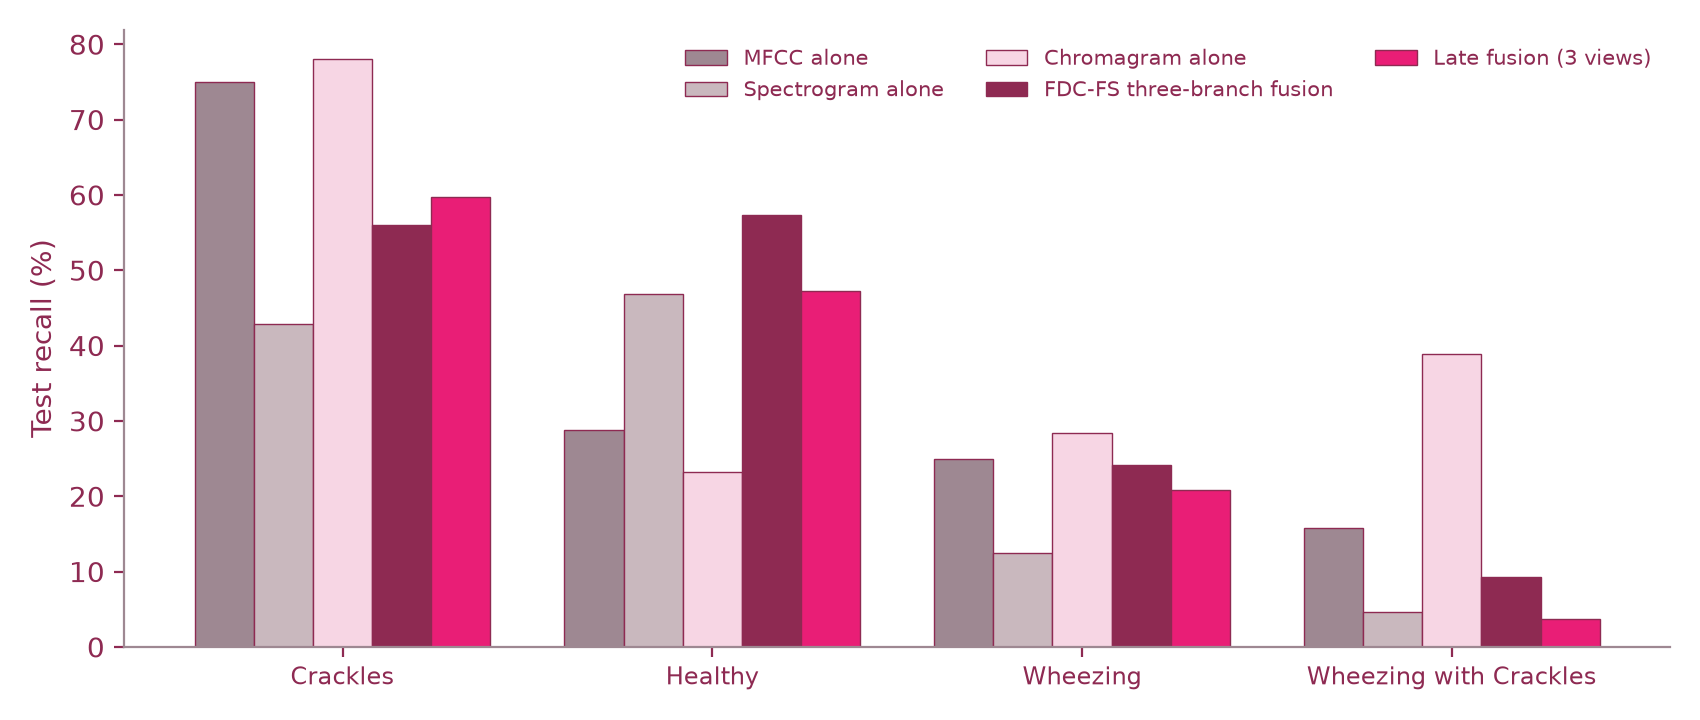 MFCC alone
Spectrogram alone
Chromagram alone
FDC-FS three-branch fusion
Late fusion (3 views)
Test recall (%)
80
70
60
50
40
30
20
10
0
Crackles
Healthy
Wheezing
Wheezing with Crackles